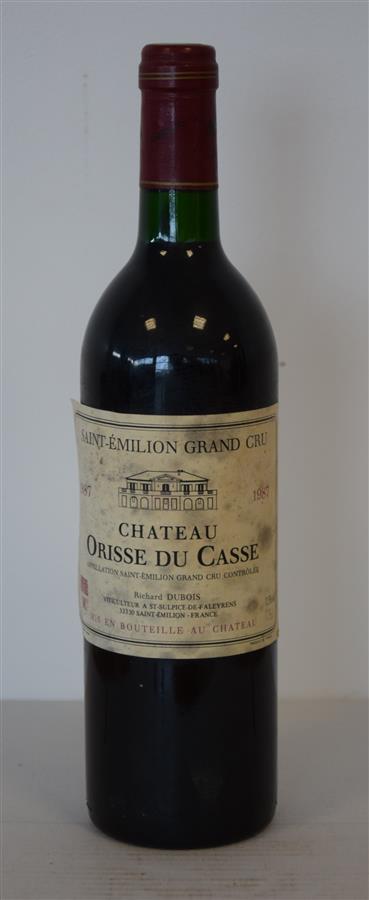 SAINT-ÉMILION GRAND CRU
987 1987
CHATEAU
ORISSE DU CASSE
APPELLATION SAINT-ÉMILION GRAND CRU CONTRÔLÉE
Richard DUBOIS
VITICULTEUR A ST-SULPICE-DE-FALEYRENS
33330 SAINT-ÉMILION - FRANCE
MIS EN BOUTEILLE AU CHATEAU